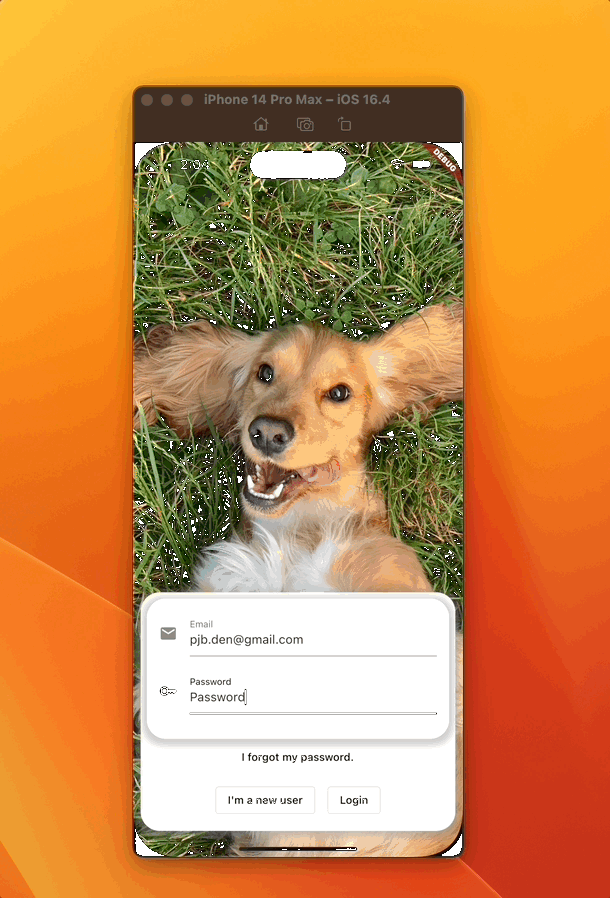 iPhone 14 Pro Max – iOS 16.4
2:04
DEBUG
Email
pjb.den@gmail.com
Password
Password
I forgot my password.
I'm a new user
Login